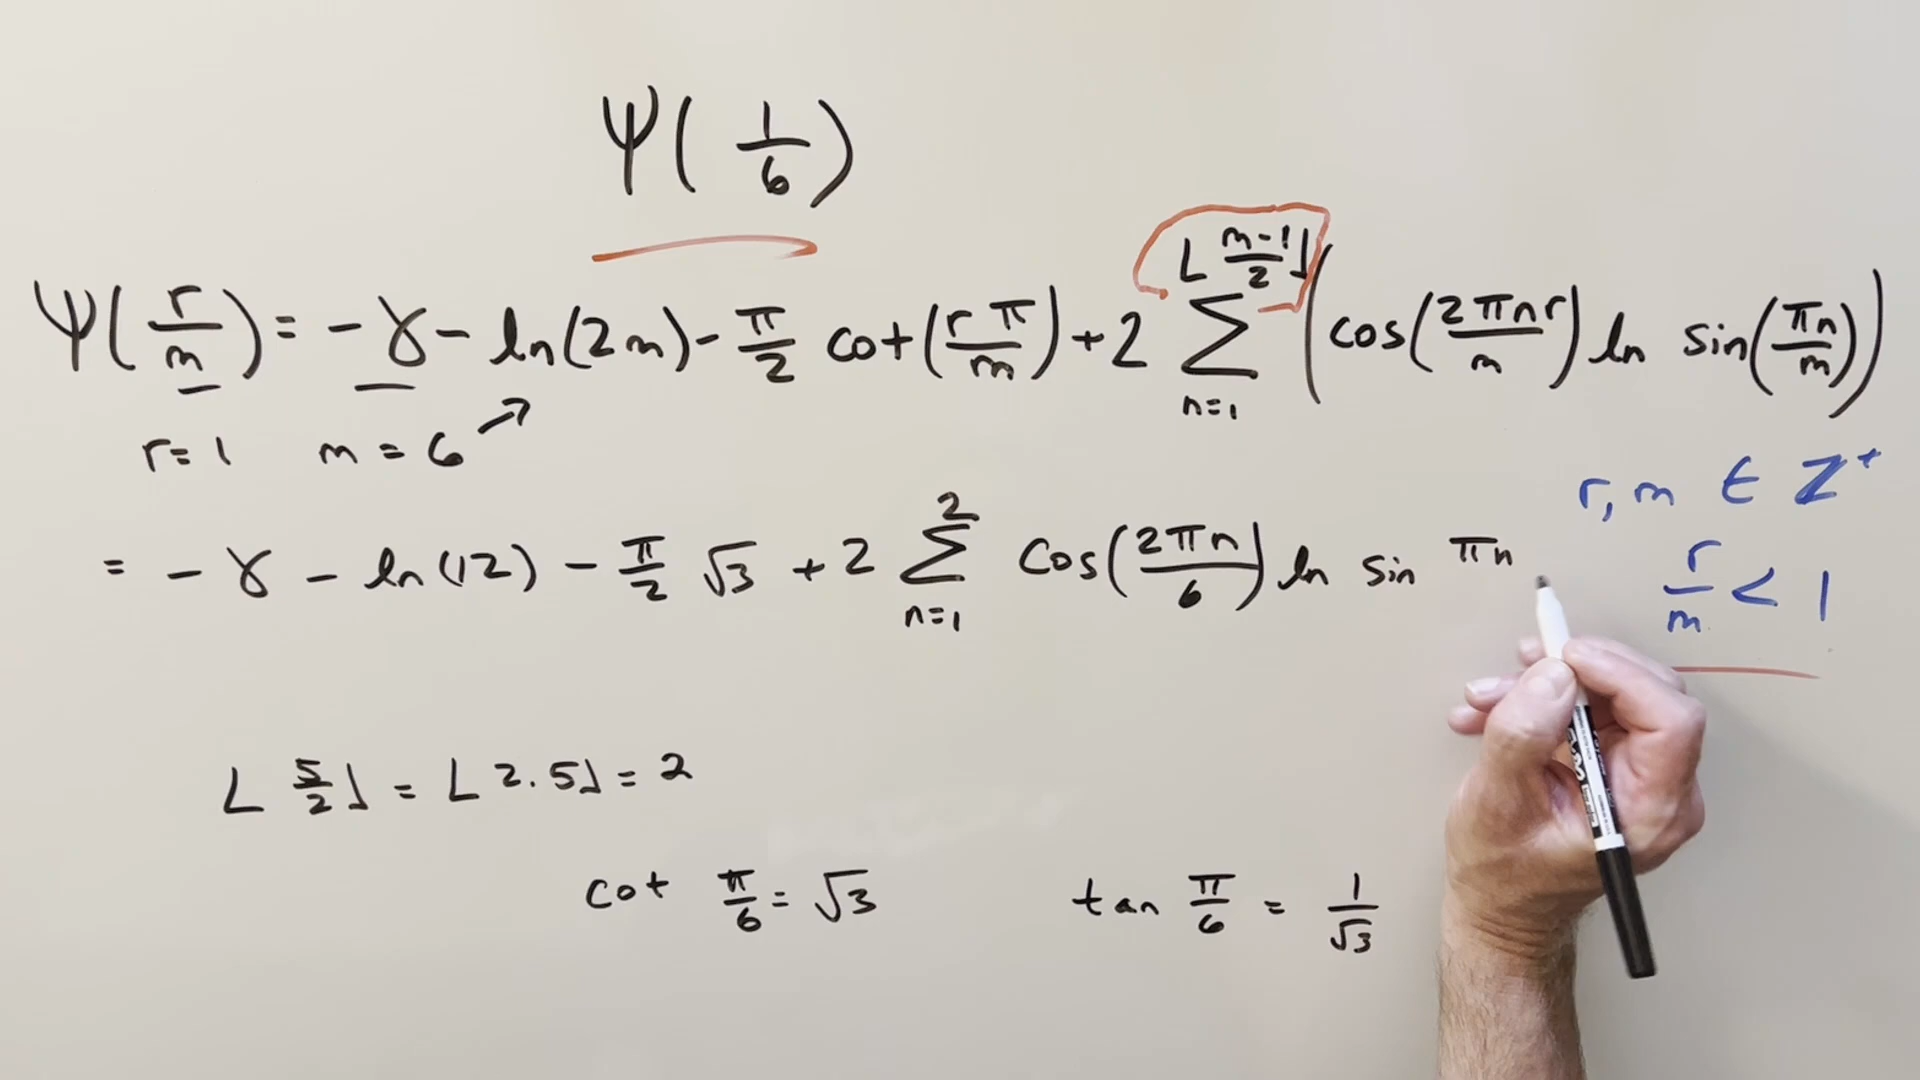 Ψ(1/6)
Ψ(r/m) = -γ - ln(2m) - π/2 cot(rπ/m) + 2 ∑_{n=1}^{⌊(m-1)/2⌋} (cos(2πnr/m) ln sin(πn/m))
r=1 m=6
r, m ∈ Z⁺
= -γ - ln(12) - π/2 √3 + 2 ∑_{n=1}^{2} cos(2πn/6) ln sin πn
r/m < 1
⌊5/2⌋ = ⌊2.5⌋ = 2
cot π/6 = √3 tan π/6 = 1/√3